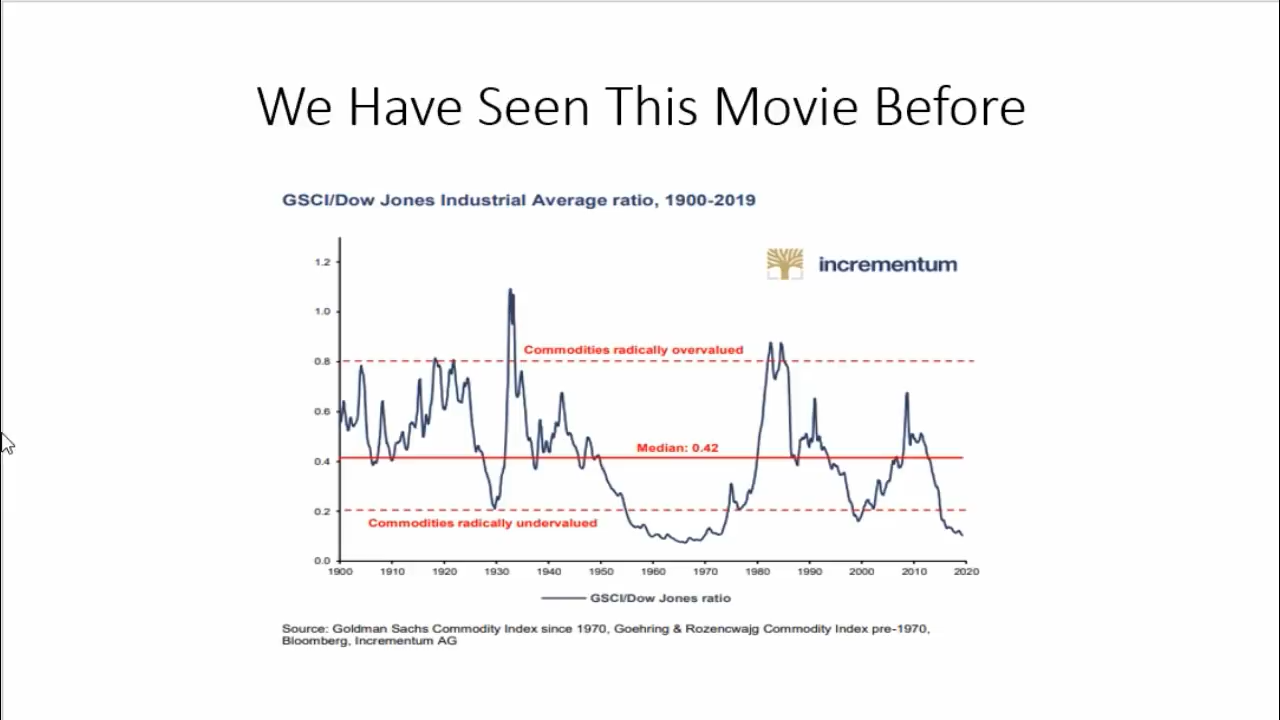 We Have Seen This Movie Before
GSCI/Dow Jones Industrial Average ratio, 1900-2019
incrementum
1.2
1.0
0.8
0.6
0.4
0.2
0.0
Commodities radically overvalued
Median: 0.42
Commodities radically undervalued
1900 1910 1920 1930 1940 1950 1960 1970 1980 1990 2000 2010 2020
GSCI/Dow Jones ratio
Source: Goldman Sachs Commodity Index since 1970, Goehring & Rozencwajg Commodity Index pre-1970,
Bloomberg, Incrementum AG